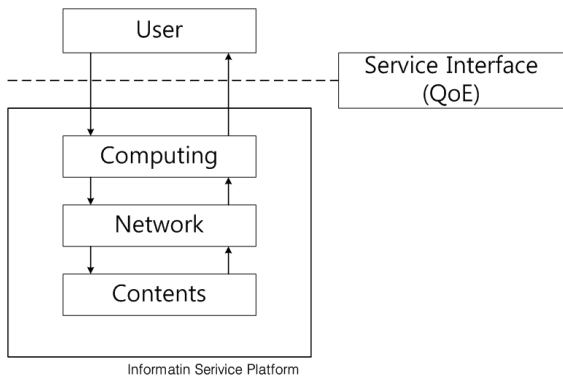 User
Service Interface
(QoE)
Computing
Network
Contents
Informatin Serivice Platform